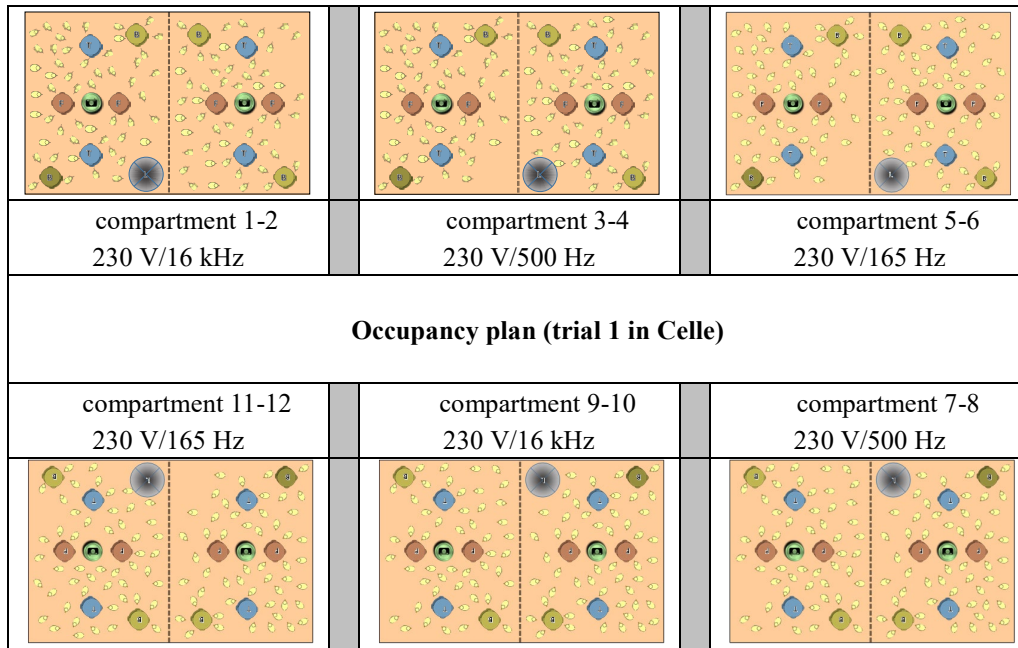 compartment 1-2
230 V/16 kHz
compartment 3-4
230 V/500 Hz
compartment 5-6
230 V/165 Hz
Occupancy plan (trial 1 in Celle)
compartment 11-12
230 V/165 Hz
compartment 9-10
230 V/16 kHz
compartment 7-8
230 V/500 Hz